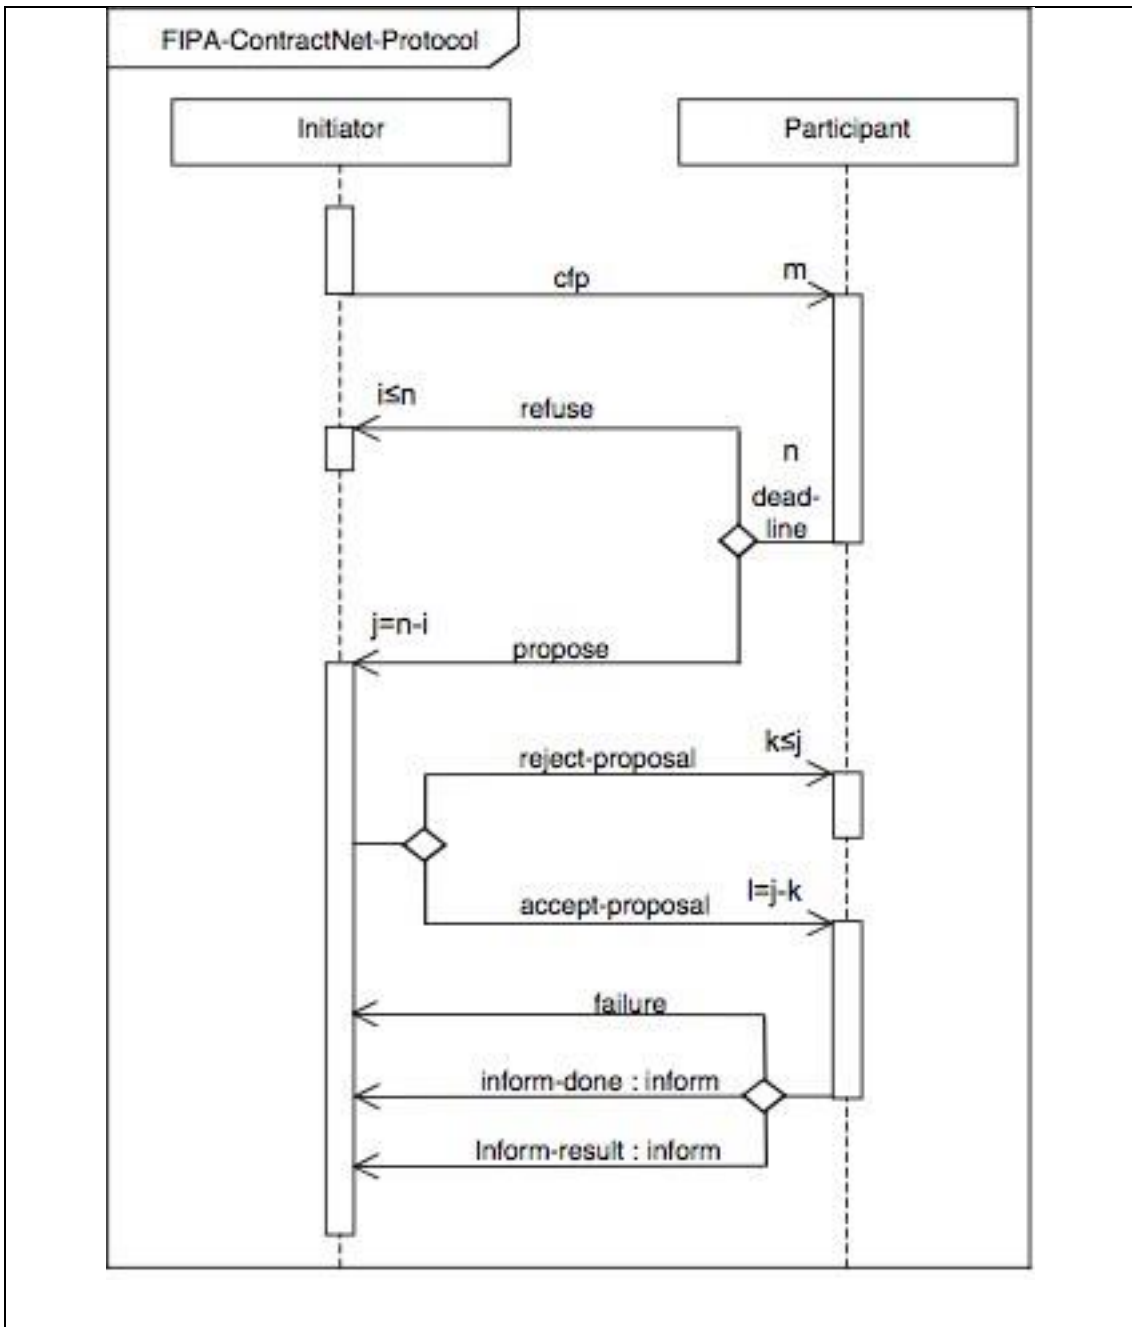 FIPA-ContractNet-Protocol
Initiator
Participant
cfp
m
i≤n
refuse
n
dead-
line
j=n-i
propose
reject-proposal
k≤j
accept-proposal
l=j-k
failure
inform-done : inform
Inform-result : inform